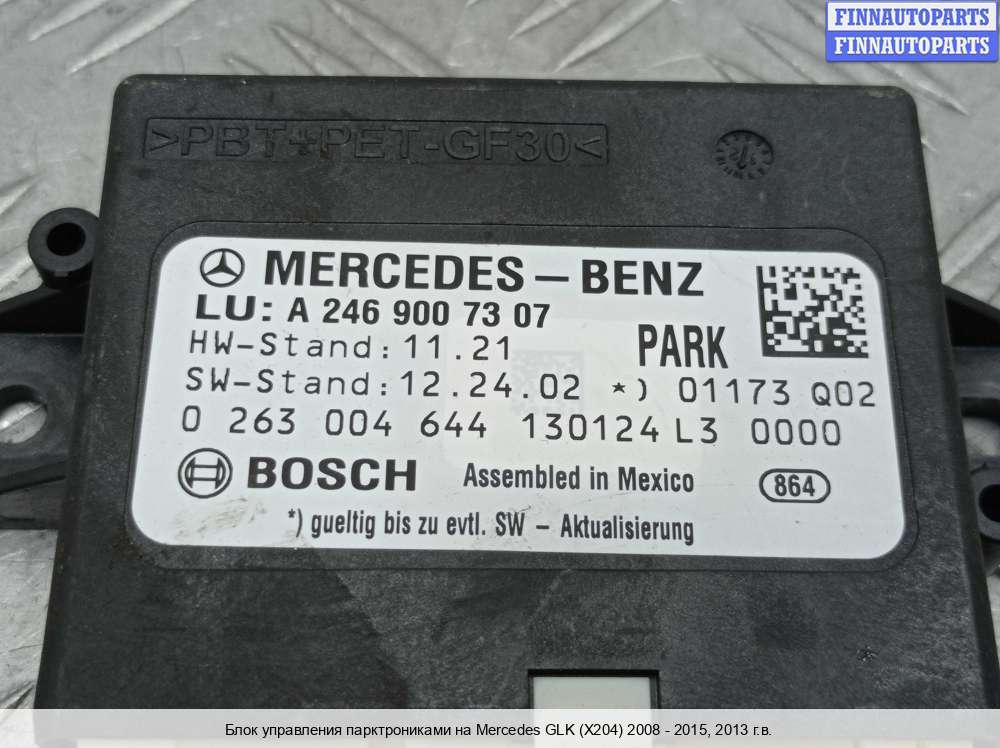 FINNAUTOPARTS
FINNAUTOPARTS
>PBT+PET-GF30<
MERCEDES-BENZ
LU: A 246 900 73 07
HW-Stand: 11.21
PARK
SW-Stand: 12.24.02 *) 01173 Q02
0 263 004 644 130124 L3 0000
BOSCH Assembled in Mexico 864
*) gueltig bis zu evtl. SW - Aktualisierung
Блок управления парктрониками на Mercedes GLK (X204) 2008 - 2015, 2013 г.в.